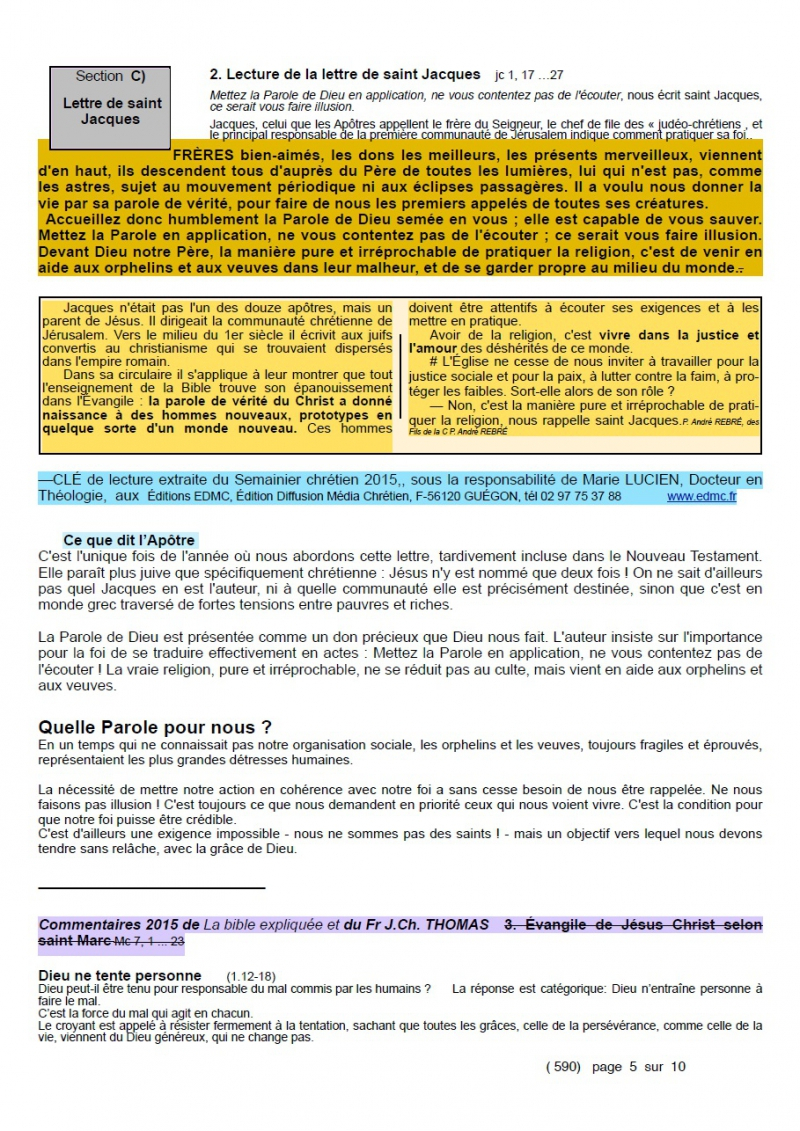 Section C)
Lettre de saint
Jacques
2. Lecture de la lettre de saint Jacques jc 1, 17 ...27
Mettez la Parole de Dieu en application, ne vous contentez pas de l'écouter, nous écrit saint Jacques,
ce serait vous faire illusion.
Jacques, celui que les Apôtres appellent le frère du Seigneur, le chef de file des « judéo-chrétiens , et
le principal responsable de la première communauté de Jérusalem indique comment pratiquer sa foi..
FRÈRES bien-aimés, les dons les meilleurs, les présents merveilleux, viennent
d'en haut, ils descendent tous d'auprès du Père de toutes les lumières, lui qui n'est pas, comme
les astres, sujet au mouvement périodique ni aux éclipses passagères. Il a voulu nous donner la
vie par sa parole de vérité, pour faire de nous les premiers appelés de toutes ses créatures.
Accueillez donc humblement la Parole de Dieu semée en vous ; elle est capable de vous sauver.
Mettez la Parole en application, ne vous contentez pas de l'écouter ; ce serait vous faire illusion.
Devant Dieu notre Père, la manière pure et irréprochable de pratiquer la religion, c'est de venir en
aide aux orphelins et aux veuves dans leur malheur, et de se garder propre au milieu du monde..
Jacques n'était pas l'un des douze apôtres, mais un
parent de Jésus. Il dirigeait la communauté chrétienne de
Jérusalem. Vers le milieu du 1er siècle il écrivit aux juifs
convertis au christianisme qui se trouvaient dispersés
dans l'empire romain.
Dans sa circulaire il s'applique à leur montrer que tout
l'enseignement de la Bible trouve son épanouissement
dans l'Évangile : la parole de vérité du Christ a donné
naissance à des hommes nouveaux, prototypes en
quelque sorte d'un monde nouveau. Ces hommes
doivent être attentifs à écouter ses exigences et à les
mettre en pratique.
Avoir de la religion, c'est vivre dans la justice et
l'amour des déshérités de ce monde.
# L'Église ne cesse de nous inviter à travailler pour la
justice sociale et pour la paix, à lutter contre la faim, à pro-
téger les faibles. Sort-elle alors de son rôle ?
— Non, c'est la manière pure et irréprochable de prati-
quer la religion, nous rappelle saint Jacques.P. André REBRÉ, des
Fils de la C P. André REBRÉ
—CLÉ de lecture extraite du Semainier chrétien 2015,, sous la responsabilité de Marie LUCIEN, Docteur en
Théologie, aux Éditions EDMC, Édition Diffusion Média Chrétien, F-56120 GUÉGON, tél 02 97 75 37 88 www.edmc.fr
Ce que dit l'Apôtre
C'est l'unique fois de l'année où nous abordons cette lettre, tardivement incluse dans le Nouveau Testament.
Elle paraît plus juive que spécifiquement chrétienne : Jésus n'y est nommé que deux fois ! On ne sait d'ailleurs
pas quel Jacques en est l'auteur, ni à quelle communauté elle est précisément destinée, sinon que c'est en
monde grec traversé de fortes tensions entre pauvres et riches.
La Parole de Dieu est présentée comme un don précieux que Dieu nous fait. L'auteur insiste sur l'importance
pour la foi de se traduire effectivement en actes : Mettez la Parole en application, ne vous contentez pas de
l'écouter ! La vraie religion, pure et irréprochable, ne se réduit pas au culte, mais vient en aide aux orphelins et
aux veuves.
Quelle Parole pour nous ?
En un temps qui ne connaissait pas notre organisation sociale, les orphelins et les veuves, toujours fragiles et éprouvés,
représentaient les plus grandes détresses humaines.
La nécessité de mettre notre action en cohérence avec notre foi a sans cesse besoin de nous être rappelée. Ne nous
faisons pas illusion ! C'est toujours ce que nous demandent en priorité ceux qui nous voient vivre. C'est la condition pour
que notre foi puisse être crédible.
C'est d'ailleurs une exigence impossible - nous ne sommes pas des saints ! - mais un objectif vers lequel nous devons
tendre sans relâche, avec la grâce de Dieu.
Commentaires 2015 de La bible expliquée et du Fr J.Ch. THOMAS 3. Évangile de Jésus Christ selon
saint Marc Mc 7, 1 ... 23
Dieu ne tente personne (1.12-18)
Dieu peut-il être tenu pour responsable du mal commis par les humains ? La réponse est catégorique: Dieu n'entraîne personne à
faire le mal.
C'est la force du mal qui agit en chacun.
Le croyant est appelé à résister fermement à la tentation, sachant que toutes les grâces, celle de la persévérance, comme celle de la
vie, viennent du Dieu généreux, qui ne change pas.
( 590) page 5 sur 10